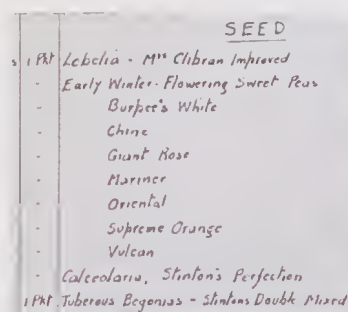 SEED
s 1 Pkt Lobelia - Mrs Clibran Improved
- Early Winter-Flowering Sweet Peas
Burpee's White
- Chine
- Giant Rose
- Mariner
- Oriental
- Supreme Orange
- Vulcan
- Calceolaria, Stinton's Perfection
1 Pkt Tuberous Begonias - Stintons Double Mixed